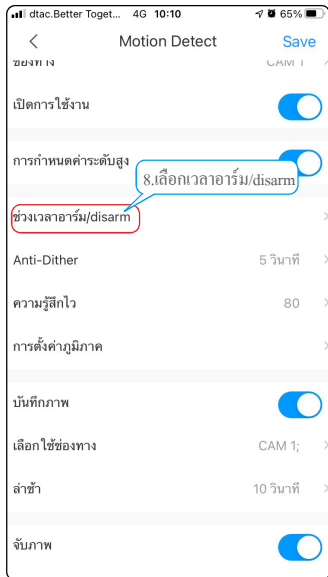 dtac.Better Toget... 4G 10:10 65%
Motion Detect Save
ช่องทาง CAM 1
เปิดการใช้งาน
การกำหนดค่าระดับสูง
8.เลือกเวลาอาร์ม/disarm
ช่วงเวลาอาร์ม/disarm
Anti-Dither 5 วินาที
ความรู้สึกไว 80
การตั้งค่าภูมิภาค
บันทึกภาพ
เลือกใช้ช่องทาง CAM 1;
ล่าช้า 10 วินาที
จับภาพ